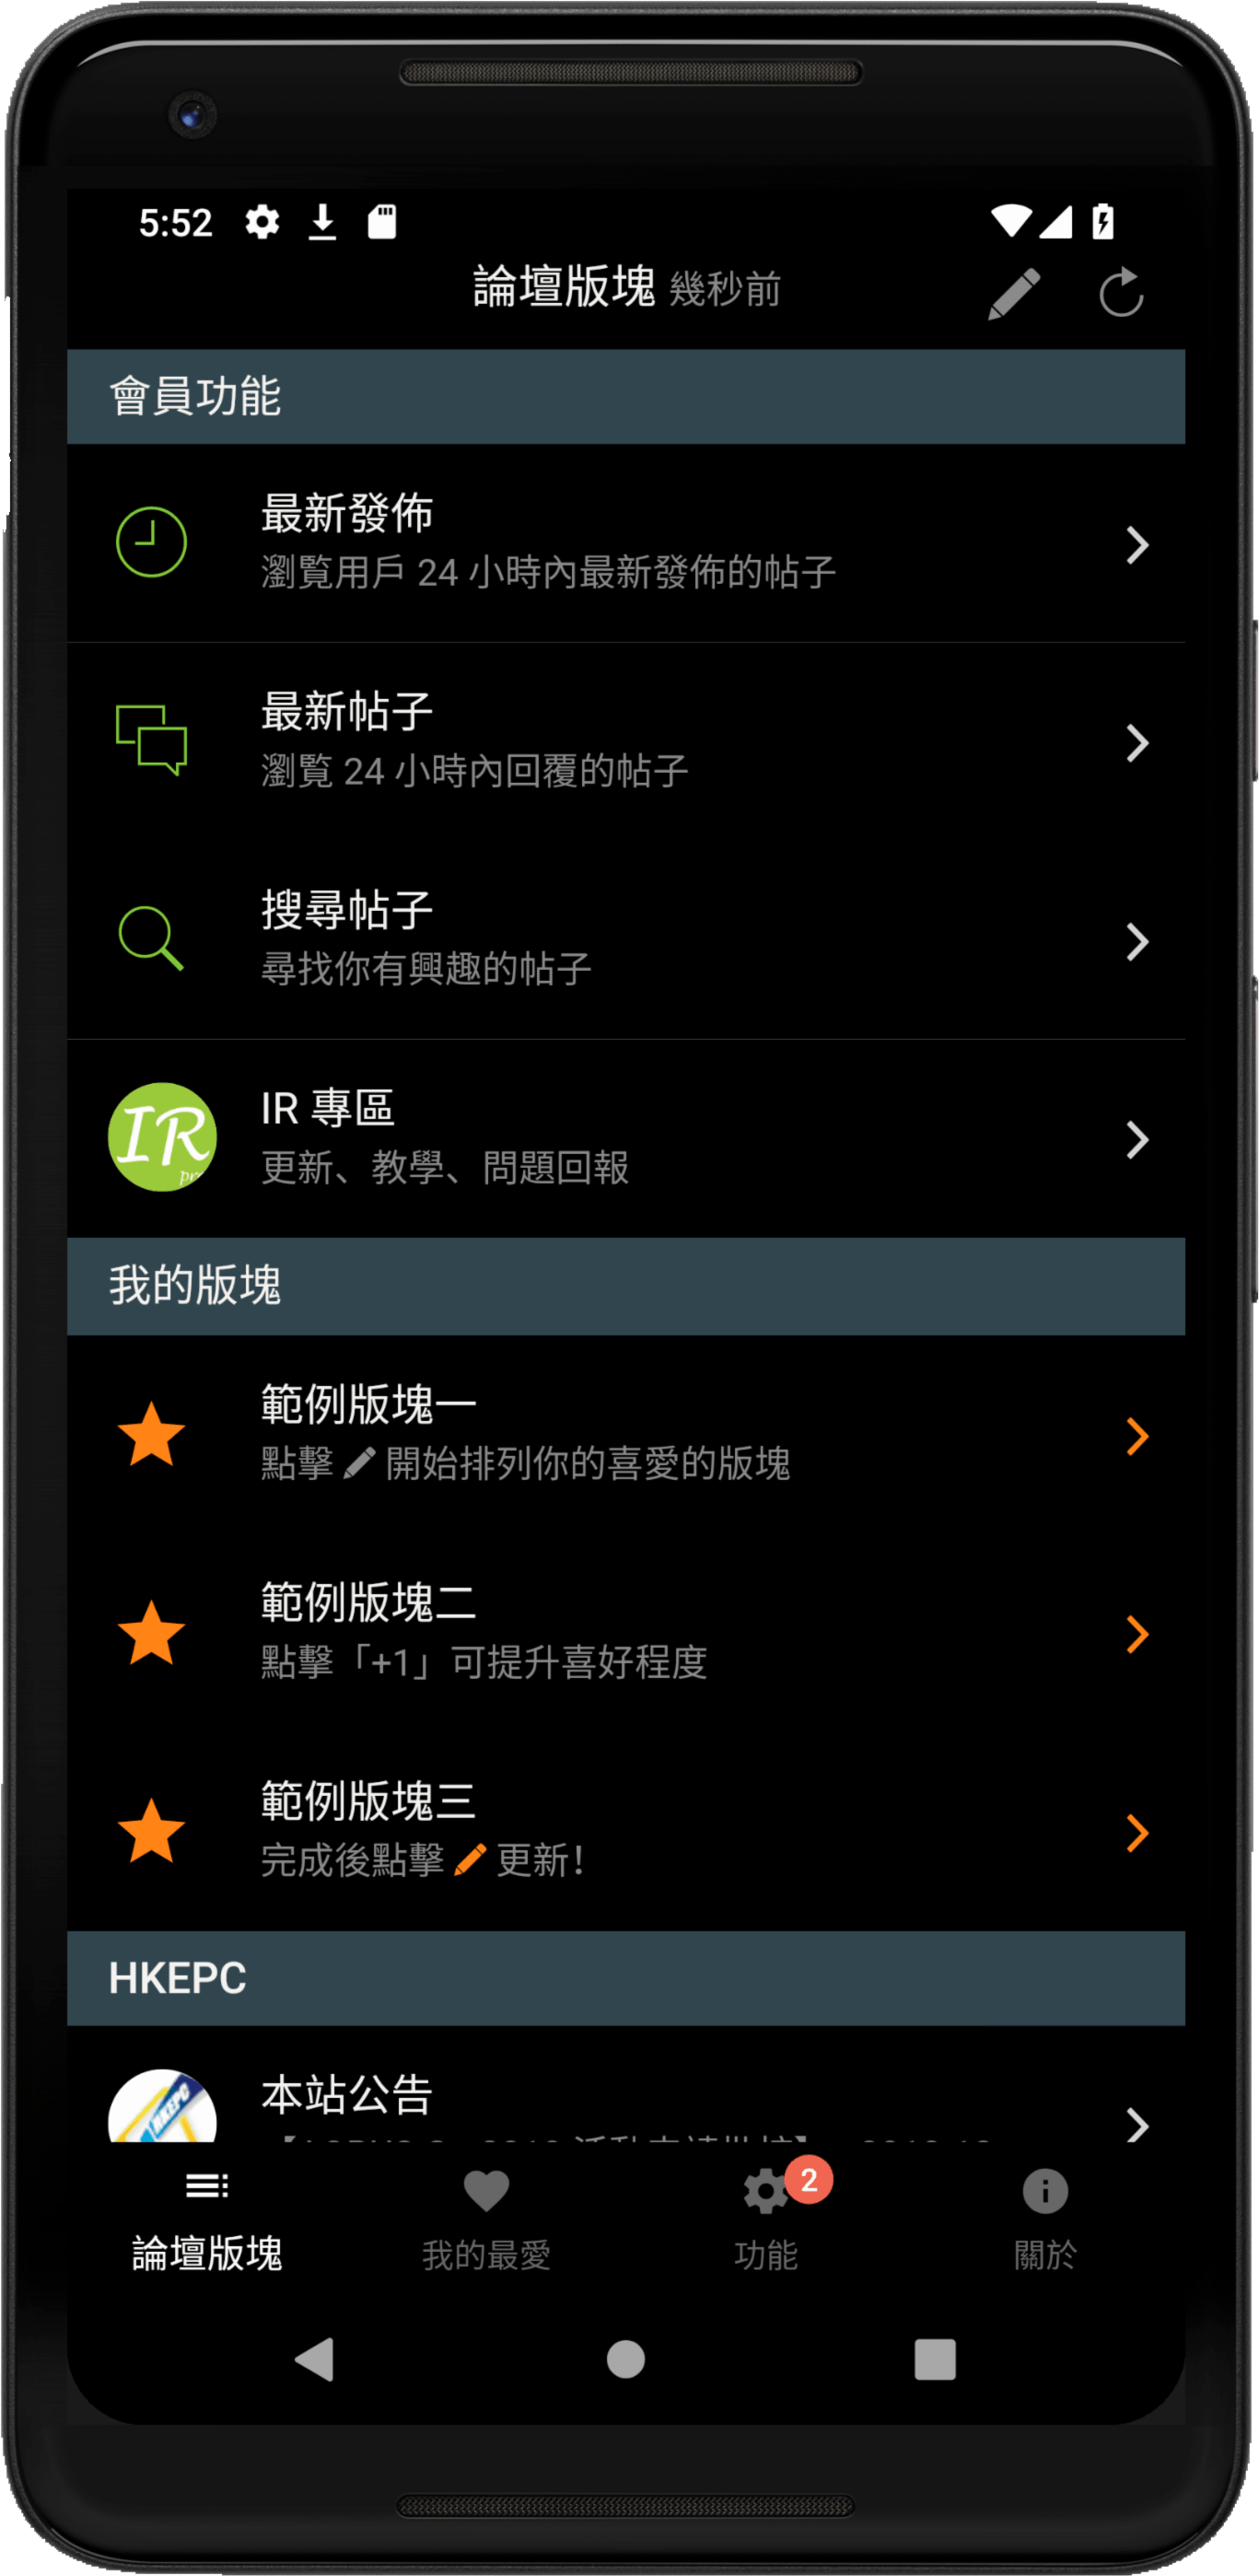 5:52
論壇版塊 幾秒前
會員功能
最新發佈
瀏覧用戶 24 小時內最新發佈的帖子
最新帖子
瀏覧 24 小時內回覆的帖子
搜尋帖子
尋找你有興趣的帖子
IR
pro
IR 專區
更新、教學、問題回報
我的版塊
範例版塊一
點擊 開始排列你的喜愛的版塊
範例版塊二
點擊「+1」可提升喜好程度
範例版塊三
完成後點擊 更新！
HKEPC
HKEPC
本站公告
2
論壇版塊
我的最愛
功能
關於